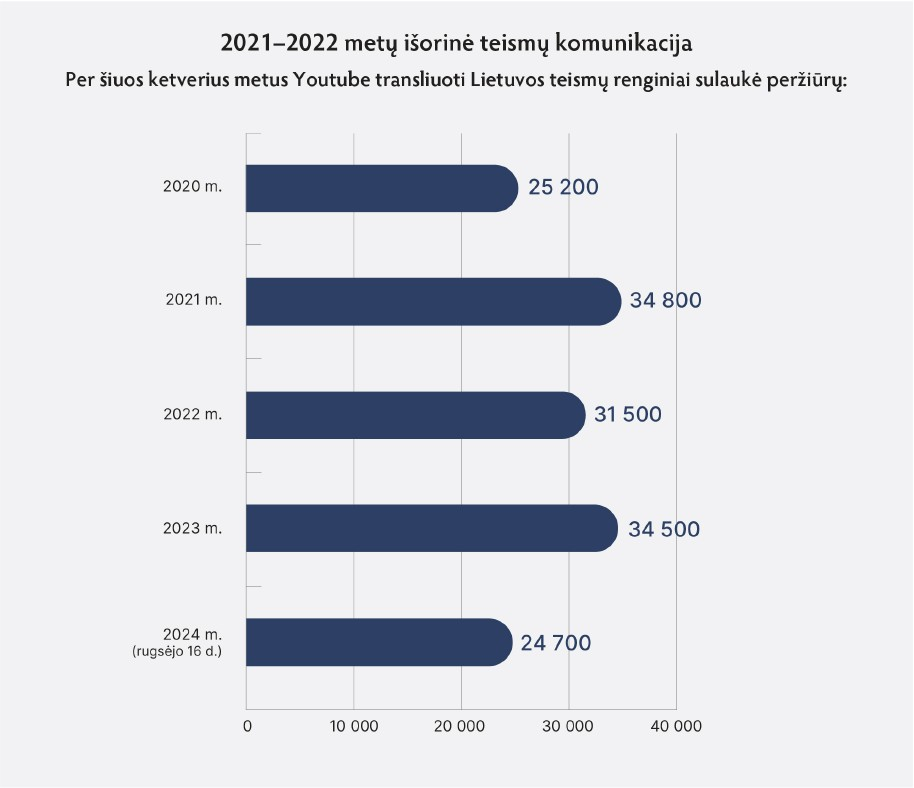 2021–2022 metų išorinė teismų komunikacija
Per šiuos ketverius metus Youtube transliuoti Lietuvos teismų renginiai sulaukė peržiūrų:
2020 m.
25 200
2021 m.
34 800
2022 m.
31 500
2023 m.
34 500
2024 m.
(rugsėjo 16 d.)
24 700
0
10 000
20 000
30 000
40 000